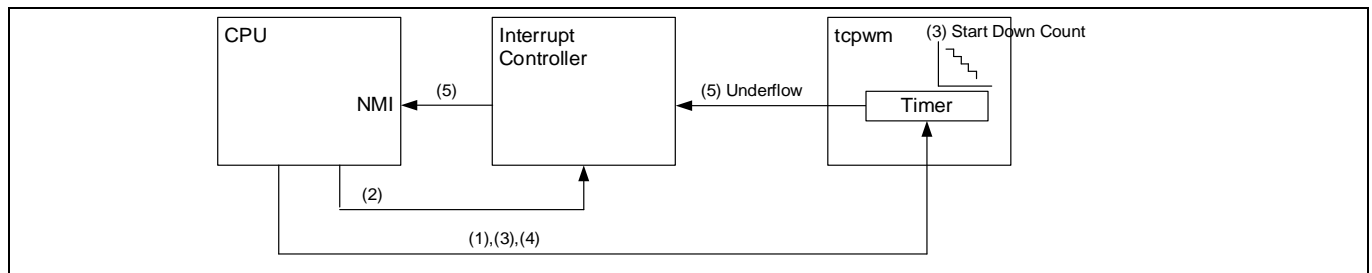 CPU
Interrupt
Controller
tcpwm
(3) Start Down Count
(5)
(5) Underflow
NMI
Timer
(2)
(1),(3),(4)